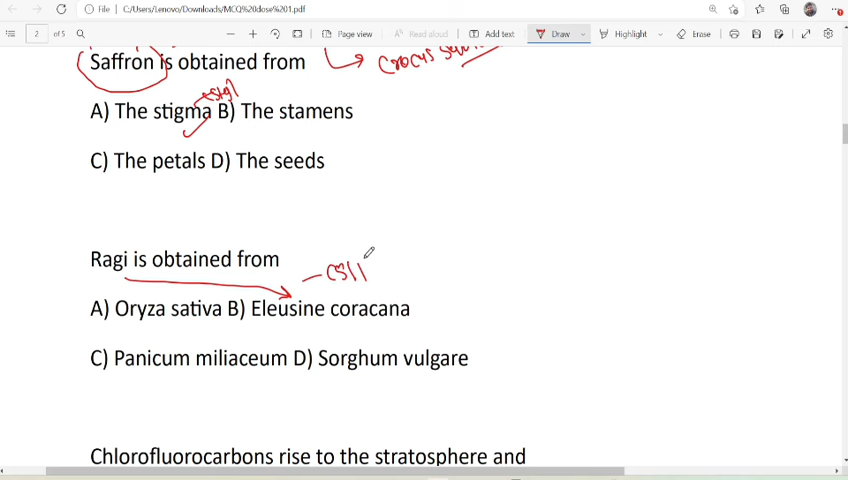 File | C:/Users/Lenovo/Downloads/MCQ%20dose%201.pdf
2 of 5 Page view Read aloud Add text Draw Highlight Erase
Saffron is obtained from crocus
A) The stigma B) The stamens
C) The petals D) The seeds
Ragi is obtained from
A) Oryza sativa B) Eleusine coracana
C) Panicum miliaceum D) Sorghum vulgare
Chlorofluorocarbons rise to the stratosphere and